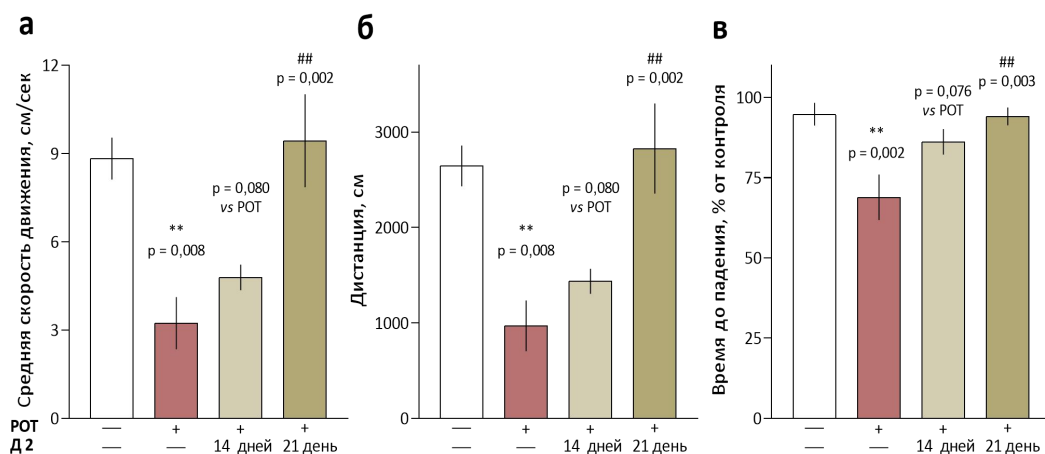 а
Средняя скорость движения, см/сек
12
9
6
3
0
**
p = 0,008
p = 0,080
vs РОТ
##
p = 0,002
б
Дистанция, см
3000
2000
1000
0
**
p = 0,008
p = 0,080
vs РОТ
##
p = 0,002
в
Время до падения, % от контроля
100
75
50
25
0
**
p = 0,002
p = 0,076
vs РОТ
##
p = 0,003
РОТ — + + + — + + + — + + +
Д 2 — — 14 дней 21 день — — 14 дней 21 день — — 14 дней 21 день